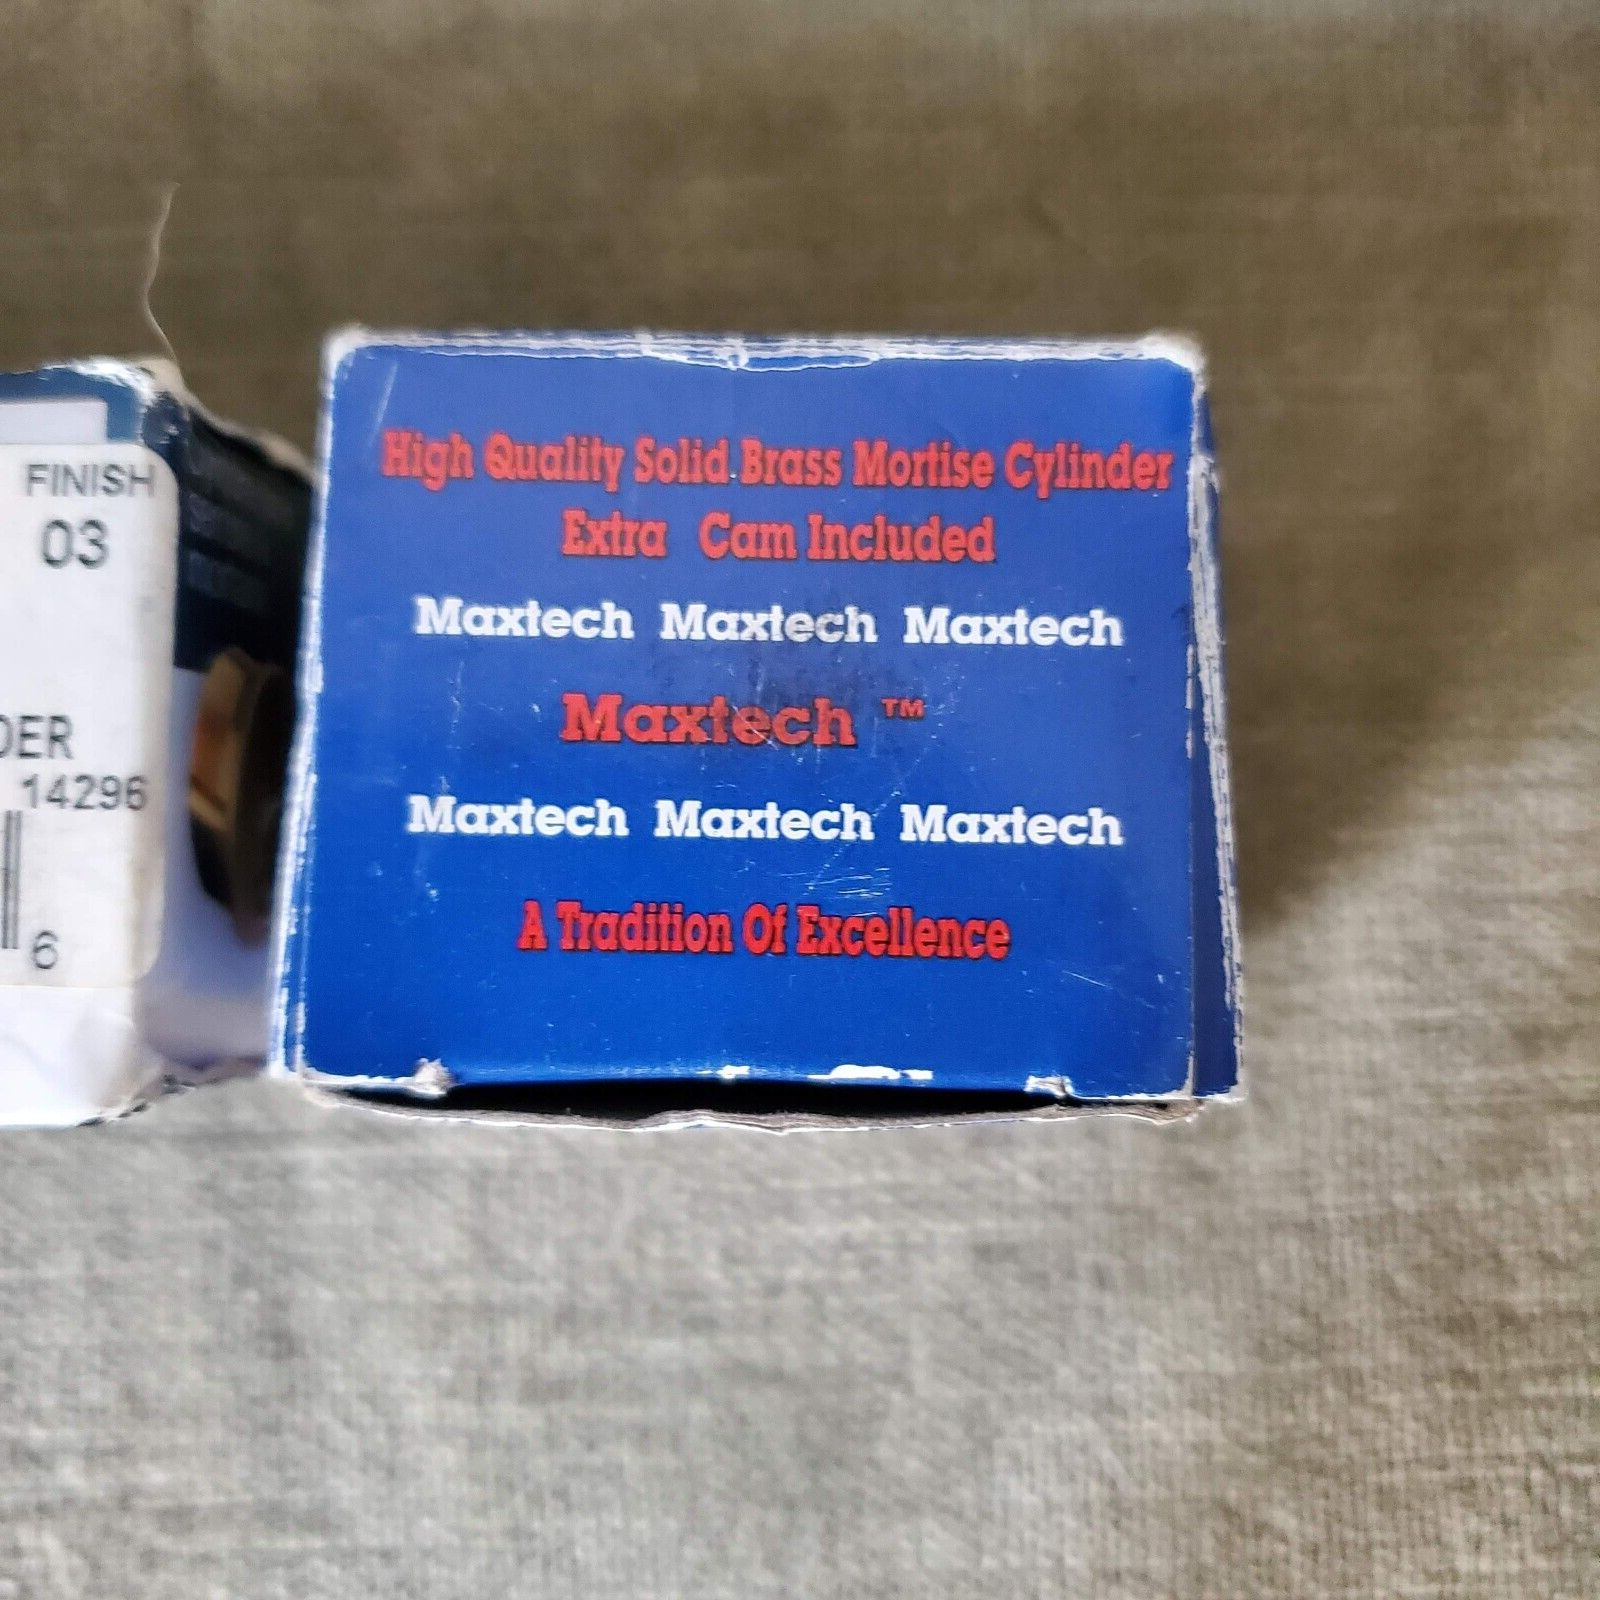 FINISH
03
DER
14296
6
High Quality Solid Brass Mortise Cylinder
Extra Cam Included
Maxtech Maxtech Maxtech
Maxtech ™
Maxtech Maxtech Maxtech
A Tradition Of Excellence